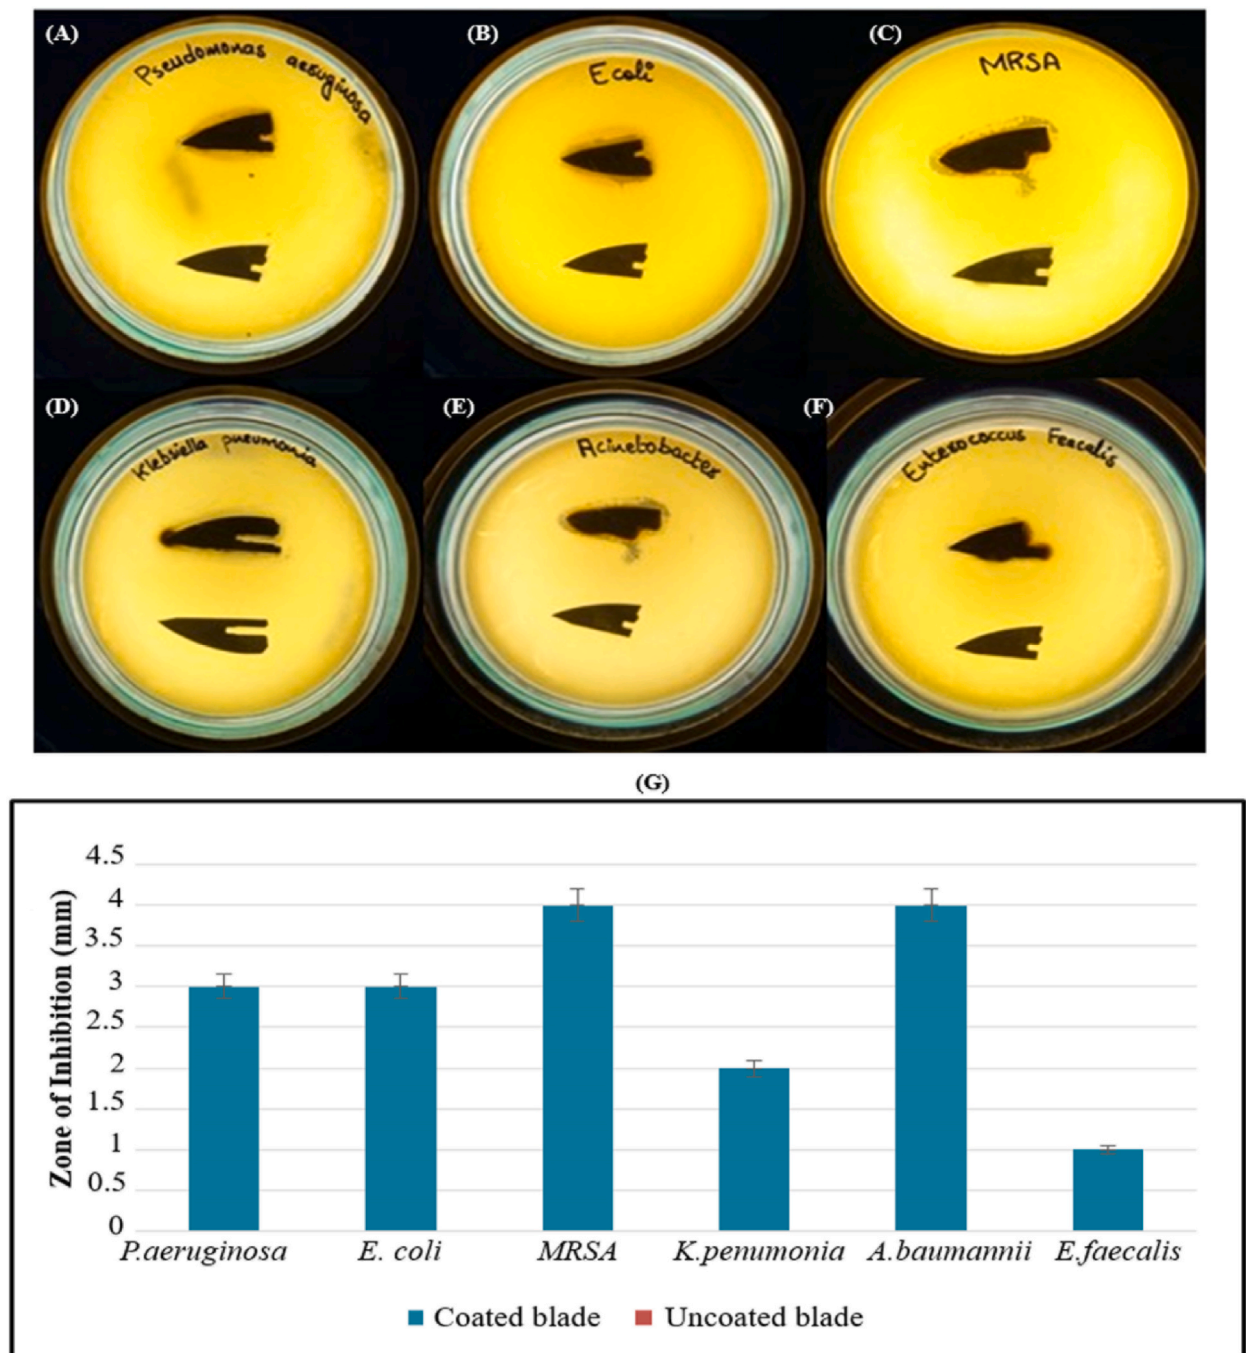 (A)
Pseudomonas aeruginosa
(B)
E coli
(C)
MRSA
(D)
Klebsiella pneumonia
(E)
Acinetobacter
(F)
Enterococcus Feacalis
(G)
Zone of Inhibition (mm)
4.5
4
3.5
3
2.5
2
1.5
1
0.5
0
P.aeruginosa E. coli MRSA K.penumonia A.baumannii E.faecalis
Coated blade Uncoated blade